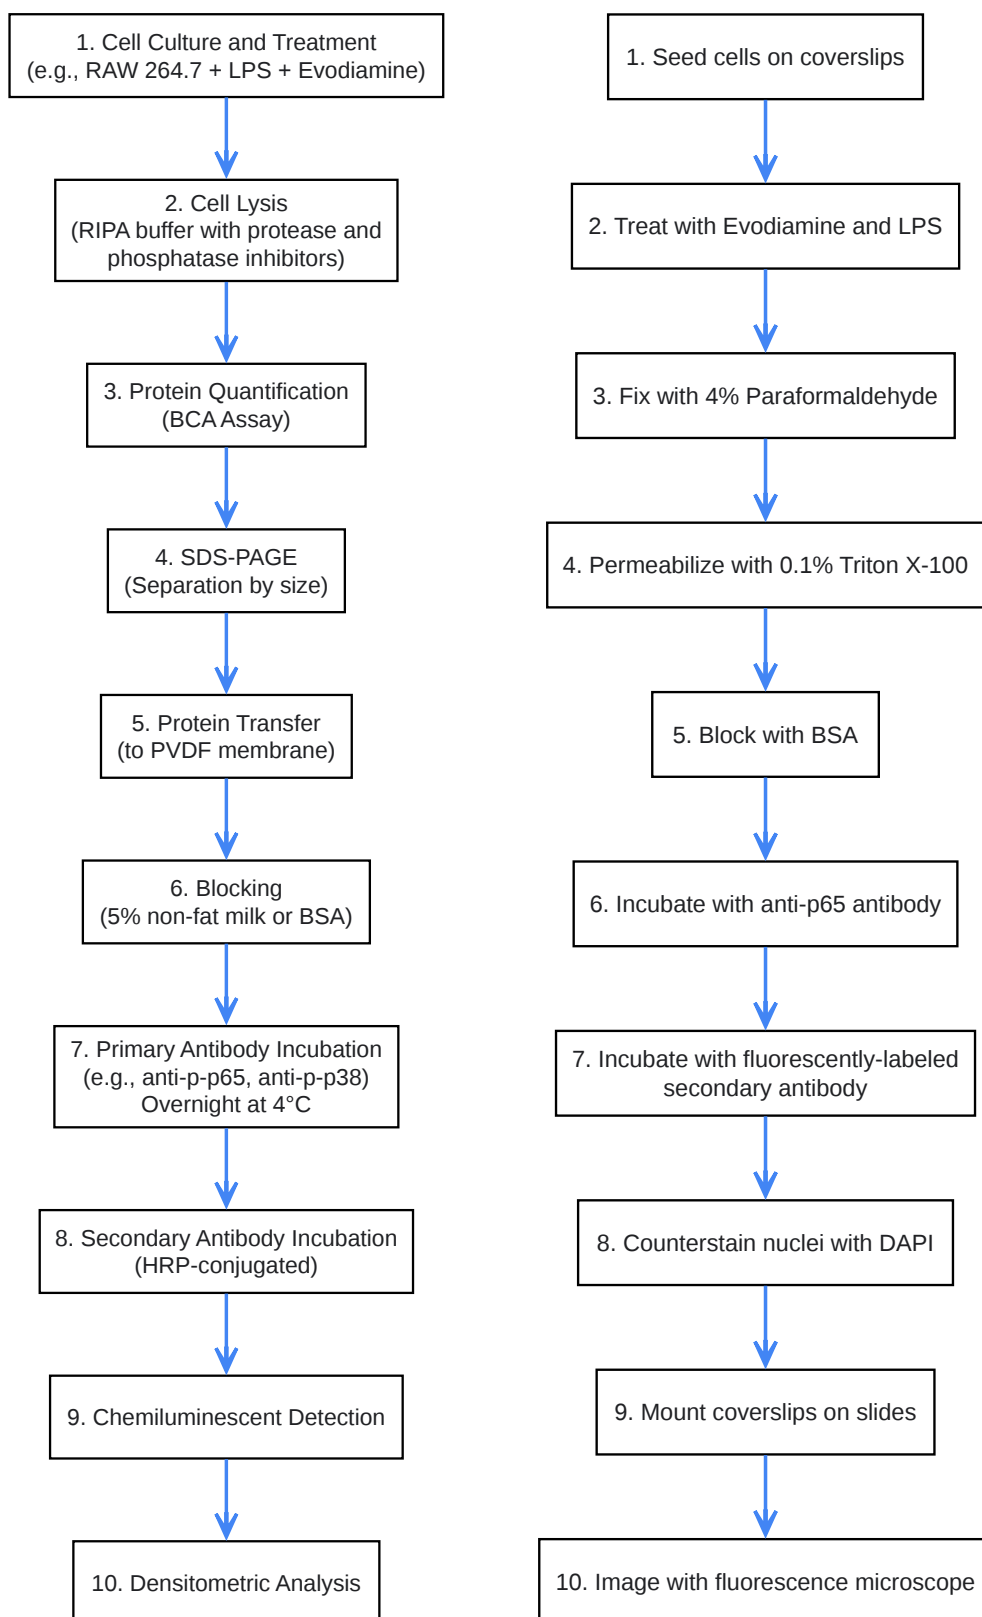 1. Cell Culture and Treatment
(e.g., RAW 264.7 + LPS + Evodiamine)
2. Cell Lysis
(RIPA buffer with protease and
phosphatase inhibitors)
3. Protein Quantification
(BCA Assay)
4. SDS-PAGE
(Separation by size)
5. Protein Transfer
(to PVDF membrane)
6. Blocking
(5% non-fat milk or BSA)
7. Primary Antibody Incubation
(e.g., anti-p-p65, anti-p-p38)
Overnight at 4°C
8. Secondary Antibody Incubation
(HRP-conjugated)
9. Chemiluminescent Detection
10. Densitometric Analysis
1. Seed cells on coverslips
2. Treat with Evodiamine and LPS
3. Fix with 4% Paraformaldehyde
4. Permeabilize with 0.1% Triton X-100
5. Block with BSA
6. Incubate with anti-p65 antibody
7. Incubate with fluorescently-labeled
secondary antibody
8. Counterstain nuclei with DAPI
9. Mount coverslips on slides
10. Image with fluorescence microscope